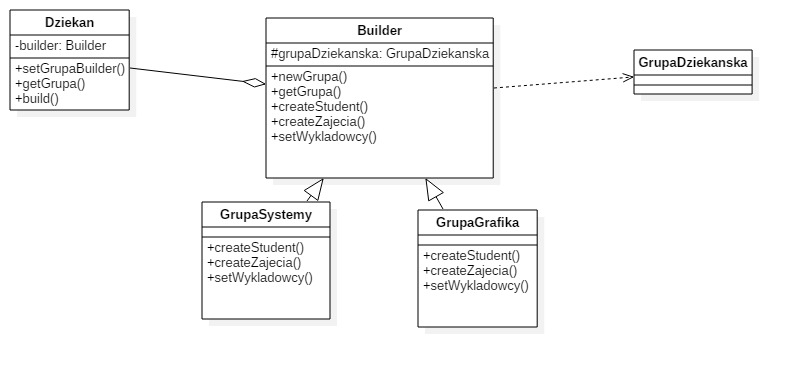 Dziekan
-builder: Builder
+setGrupaBuilder()
+getGrupa()
+build()
Builder
#grupaDziekanska: GrupaDziekanska
+newGrupa()
+getGrupa()
+createStudent()
+createZajecia()
+setWykladowcy()
GrupaDziekanska
GrupaSystemy
+createStudent()
+createZajecia()
+setWykladowcy()
GrupaGrafika
+createStudent()
+createZajecia()
+setWykladowcy()